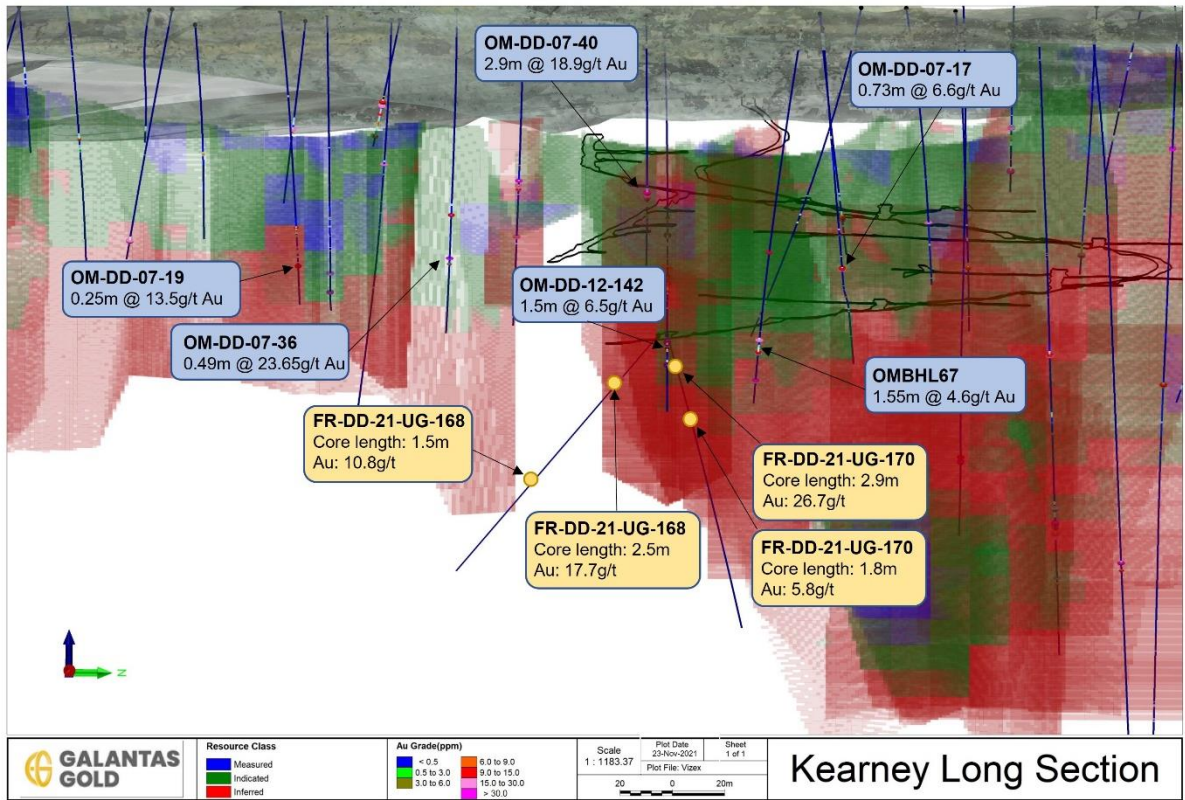 OM-DD-07-40
2.9m @ 18.9g/t Au
OM-DD-07-17
0.73m @ 6.6g/t Au
OM-DD-07-19
0.25m @ 13.5g/t Au
OM-DD-12-142
1.5m @ 6.5g/t Au
OM-DD-07-36
0.49m @ 23.65g/t Au
OMBHL67
1.55m @ 4.6g/t Au
FR-DD-21-UG-168
Core length: 1.5m
Au: 10.8g/t
FR-DD-21-UG-170
Core length: 2.9m
Au: 26.7g/t
FR-DD-21-UG-168
Core length: 2.5m
Au: 17.7g/t
FR-DD-21-UG-170
Core length: 1.8m
Au: 5.8g/t
N
GALANTAS
GOLD
Resource Class
Measured
Indicated
Inferred
Au Grade(ppm)
< 0.5
0.5 to 3.0
3.0 to 6.0
6.0 to 9.0
9.0 to 15.0
15.0 to 30.0
> 30.0
Scale
1 : 1183.37
Plot Date
23-Nov-2021
Sheet
1 of 1
Plot File: Vizex
20 0 20m
Kearney Long Section